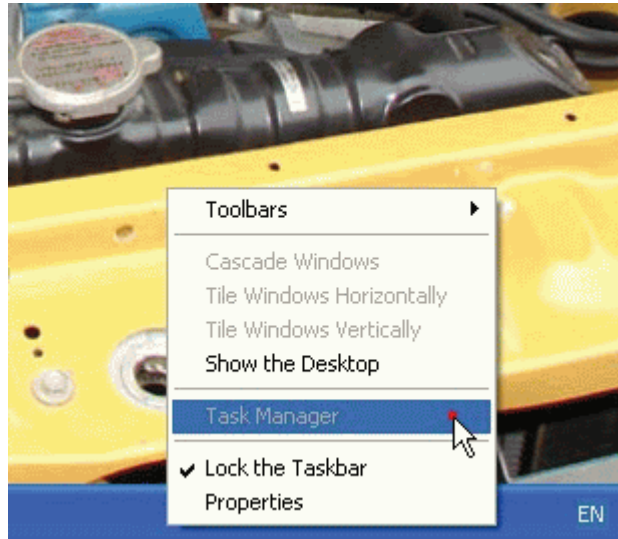 Toolbars
Cascade Windows
Tile Windows Horizontally
Tile Windows Vertically
Show the Desktop
Task Manager
Lock the Taskbar
Properties
EN